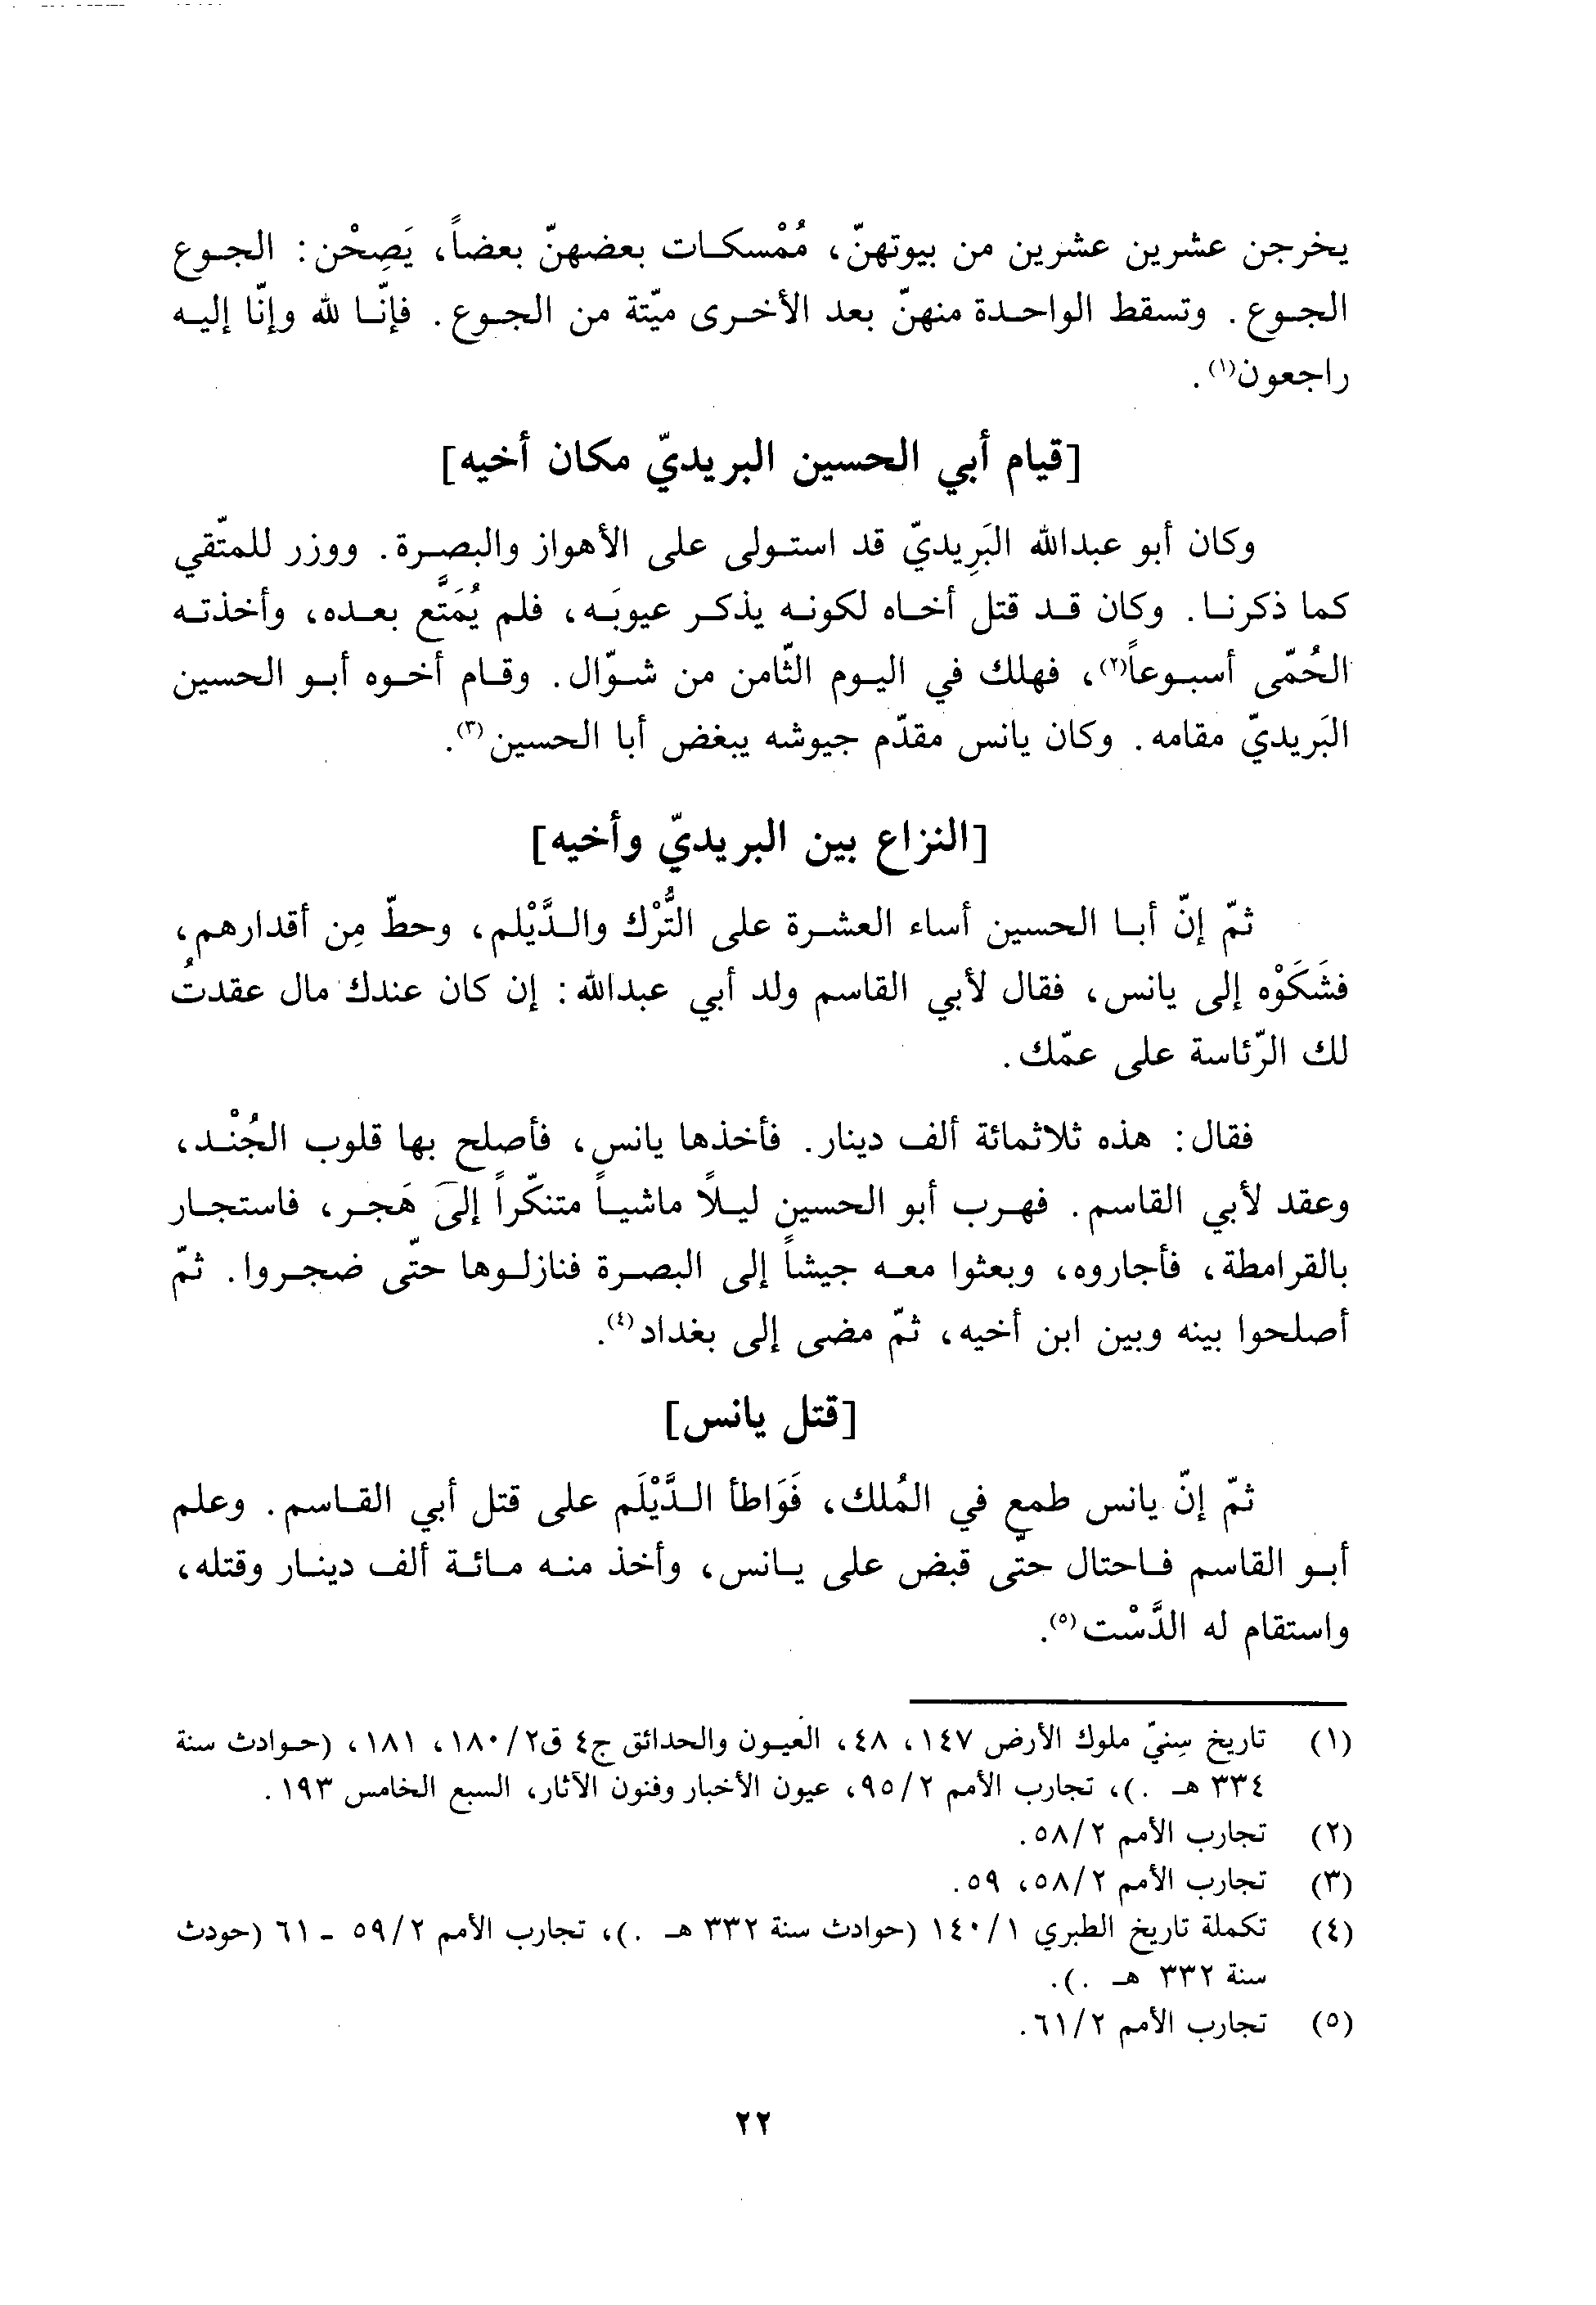 يخرجن عشرين عشرين من بيوتهنّ، مُمْسكات بعضهنّ بعضاً، يَصِحْن: الجوع
الجوع. وتسقط الواحدة منهنّ بعد الأخرى ميّتة من الجوع. فإنّا لله وإنّا إليه
راجعون(١).
[قيام أبي الحسين البريديّ مكان أخيه]
وكان أبو عبدالله البَرِيديّ قد استولى على الأهواز والبصرة. ووزر للمتّقي
كما ذكرنا. وكان قد قتل أخاه لكونه يذكر عيوبَه، فلم يُمَتَّع بعده، وأخذته
الحُمّى أسبوعاً(٢)، فهلك في اليوم الثّامن من شوّال. وقام أخوه أبو الحسين
البَريديّ مقامه. وكان يانس مقدّم جيوشه يبغض أبا الحسين(٣).
[النزاع بين البريديّ وأخيه]
ثمّ إنّ أبا الحسين أساء العشرة على التُّرْك والدَّيْلم، وحطّ مِن أقدارهم،
فشَكَوْه إلى يانس، فقال لأبي القاسم ولد أبي عبدالله: إن كان عندك مال عقدتُ
لك الرّئاسة على عمّك.
فقال: هذه ثلاثمائة ألف دينار. فأخذها يانس، فأصلح بها قلوب الجُنْد،
وعقد لأبي القاسم. فهرب أبو الحسين ليلًا ماشياً متنكّراً إلىَ هَجر، فاستجار
بالقرامطة، فأجاروه، وبعثوا معه جيشاً إلى البصرة فنازلوها حتّى ضجروا. ثمّ
أصلحوا بينه وبين ابن أخيه، ثمّ مضى إلى بغداد(٤).
[قتل يانس]
ثمّ إنّ يانس طمع في المُلك، فَوَاطأ الدَّيْلَم على قتل أبي القاسم. وعلم
أبو القاسم فاحتال حتّى قبض على يانس، وأخذ منه مائة ألف دينار وقتله،
واستقام له الدَّسْت(٥).
(١) تاريخ سِنيّ ملوك الأرض ١٤٧، ٤٨، العيون والحدائق ج٤ ق٢/ ١٨٠، ١٨١، (حوادث سنة
٣٣٤ هـ .)، تجارب الأمم ٢/ ٩٥، عيون الأخبار وفنون الآثار، السبع الخامس ١٩٣.
(٢) تجارب الأمم ٢/ ٥٨.
(٣) تجارب الأمم ٢/ ٥٨، ٥٩.
(٤) تكملة تاريخ الطبري ١/ ١٤٠ (حوادث سنة ٣٣٢ هـ .)، تجارب الأمم ٢/ ٥٩ ـ ٦١ (حودث
سنة ٣٣٢ هـ .).
(٥) تجارب الأمم ٢/ ٦١.
٢٢